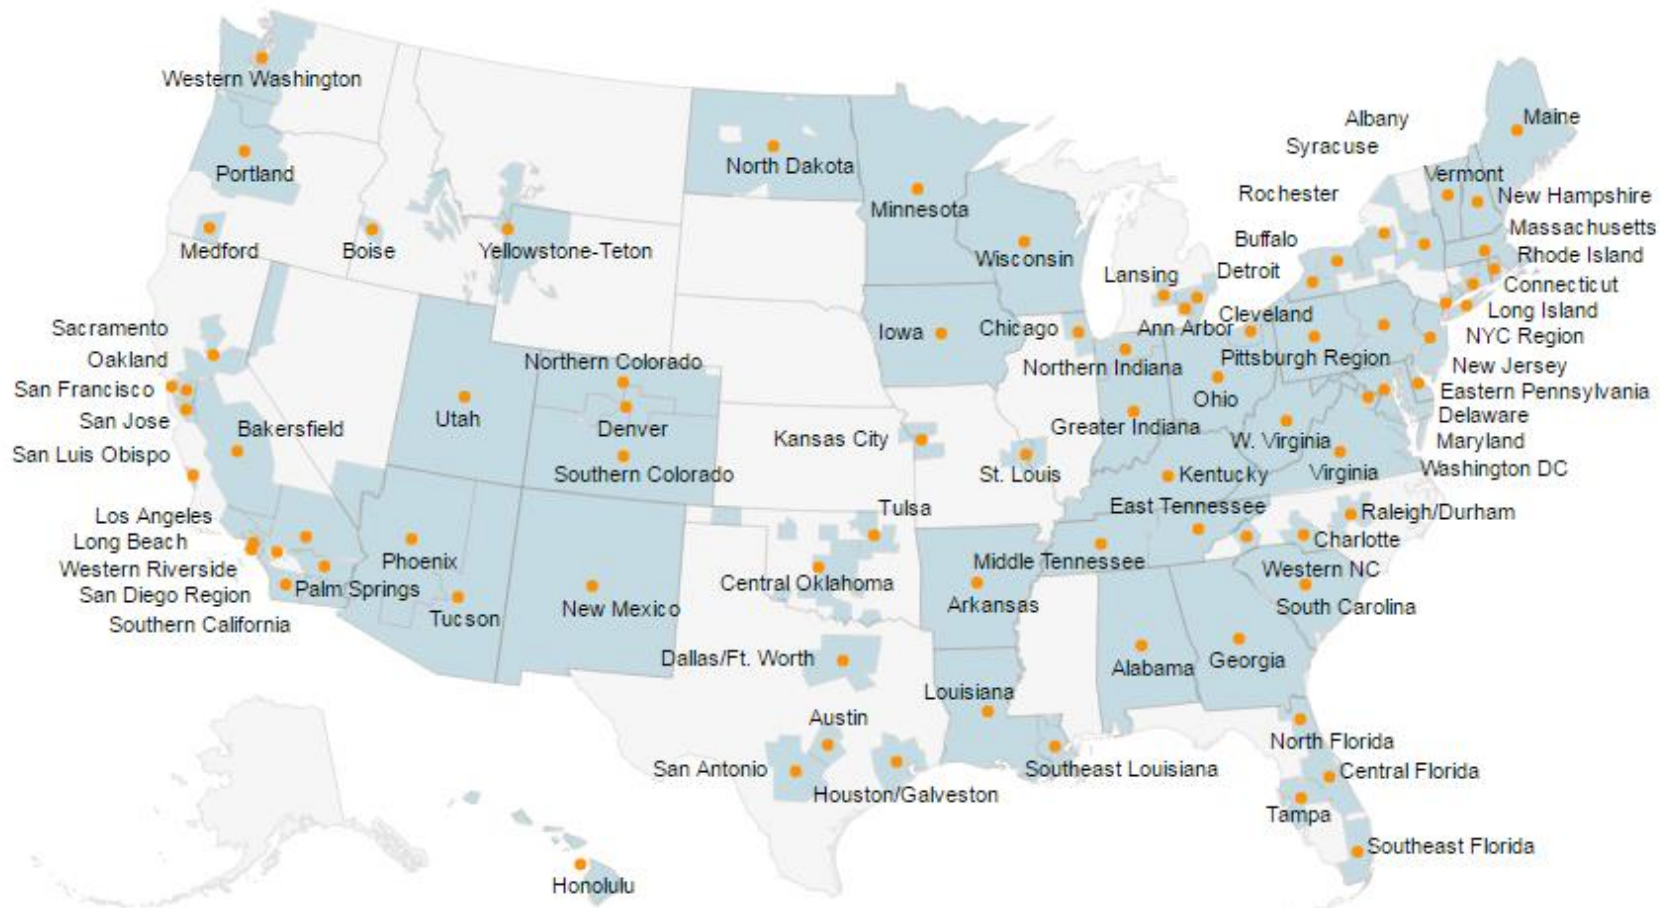 Western Washington
Albany
Maine
Syracuse
Portland
North Dakota
Vermont
Rochester
New Hampshire
Minnesota
Massachusetts
Medford
Boise
Yellowstone-Teton
Buffalo
Wisconsin
Rhode Island
Lansing
Detroit
Connecticut
Long Island
Cleveland
Sacramento
Iowa
Chicago
Ann Arbor
NYC Region
Oakland
Northern Colorado
Northern Indiana
Pittsburgh Region
New Jersey
San Francisco
Eastern Pennsylvania
Ohio
San Jose
Utah
Delaware
Bakersfield
Denver
Kansas City
Greater Indiana
W. Virginia
Maryland
San Luis Obispo
Southern Colorado
St. Louis
Kentucky
Virginia
Washington DC
Tulsa
East Tennessee
Los Angeles
Raleigh/Durham
Long Beach
Charlotte
Phoenix
Middle Tennessee
Western Riverside
Central Oklahoma
Western NC
San Diego Region
Palm Springs
Tucson
New Mexico
Arkansas
South Carolina
Southern California
Dallas/Ft. Worth
Alabama
Georgia
Louisiana
Austin
North Florida
San Antonio
Southeast Louisiana
Central Florida
Houston/Galveston
Tampa
Southeast Florida
Honolulu